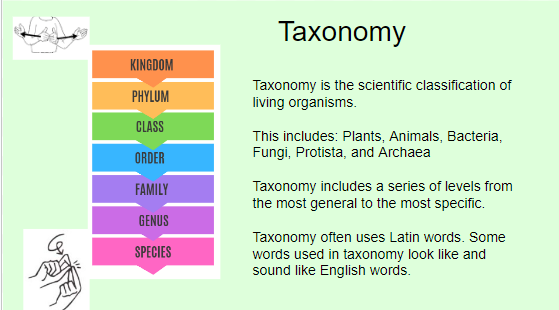 Taxonomy
KINGDOM
PHYLUM
CLASS
ORDER
FAMILY
GENUS
SPECIES
Taxonomy is the scientific classification of
living organisms.
This includes: Plants, Animals, Bacteria,
Fungi, Protista, and Archaea
Taxonomy includes a series of levels from
the most general to the most specific.
Taxonomy often uses Latin words. Some
words used in taxonomy look like and
sound like English words.